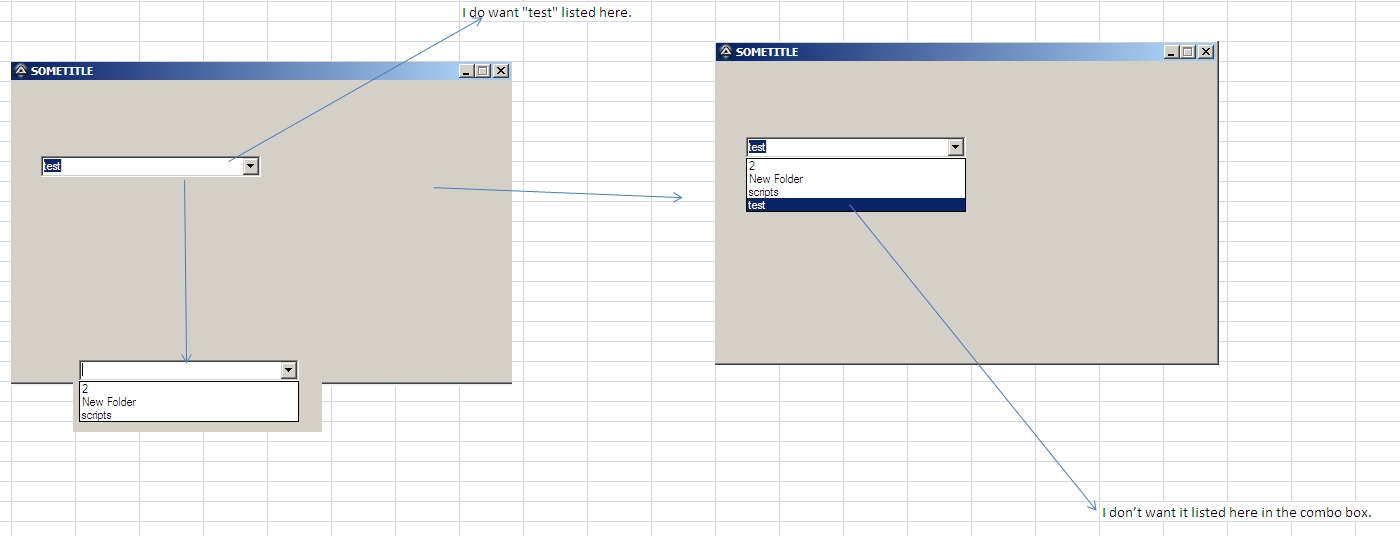 I do want "test" listed here.
SOMETITLE
test
2
New Folder
scripts
SOMETITLE
test
2
New Folder
scripts
test
I don’t want it listed here in the combo box.